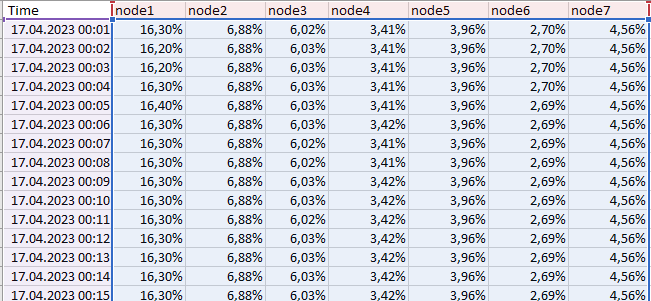 Time node1 node2 node3 node4 node5 node6 node7
17.04.2023 00:01 16,30% 6,88% 6,02% 3,41% 3,96% 2,70% 4,56%
17.04.2023 00:02 16,20% 6,88% 6,03% 3,41% 3,96% 2,70% 4,56%
17.04.2023 00:03 16,20% 6,88% 6,03% 3,41% 3,96% 2,70% 4,56%
17.04.2023 00:04 16,30% 6,88% 6,03% 3,41% 3,96% 2,70% 4,56%
17.04.2023 00:05 16,40% 6,88% 6,03% 3,41% 3,96% 2,69% 4,56%
17.04.2023 00:06 16,30% 6,88% 6,03% 3,42% 3,96% 2,69% 4,56%
17.04.2023 00:07 16,30% 6,88% 6,02% 3,41% 3,96% 2,69% 4,56%
17.04.2023 00:08 16,30% 6,88% 6,02% 3,41% 3,96% 2,69% 4,56%
17.04.2023 00:09 16,30% 6,88% 6,03% 3,42% 3,96% 2,69% 4,56%
17.04.2023 00:10 16,30% 6,88% 6,03% 3,42% 3,96% 2,69% 4,56%
17.04.2023 00:11 16,30% 6,88% 6,02% 3,42% 3,96% 2,69% 4,56%
17.04.2023 00:12 16,30% 6,88% 6,03% 3,42% 3,96% 2,69% 4,56%
17.04.2023 00:13 16,30% 6,88% 6,03% 3,42% 3,96% 2,69% 4,56%
17.04.2023 00:14 16,30% 6,88% 6,03% 3,42% 3,96% 2,69% 4,56%
17.04.2023 00:15 16,30% 6,88% 6,03% 3,42% 3,96% 2,69% 4,56%